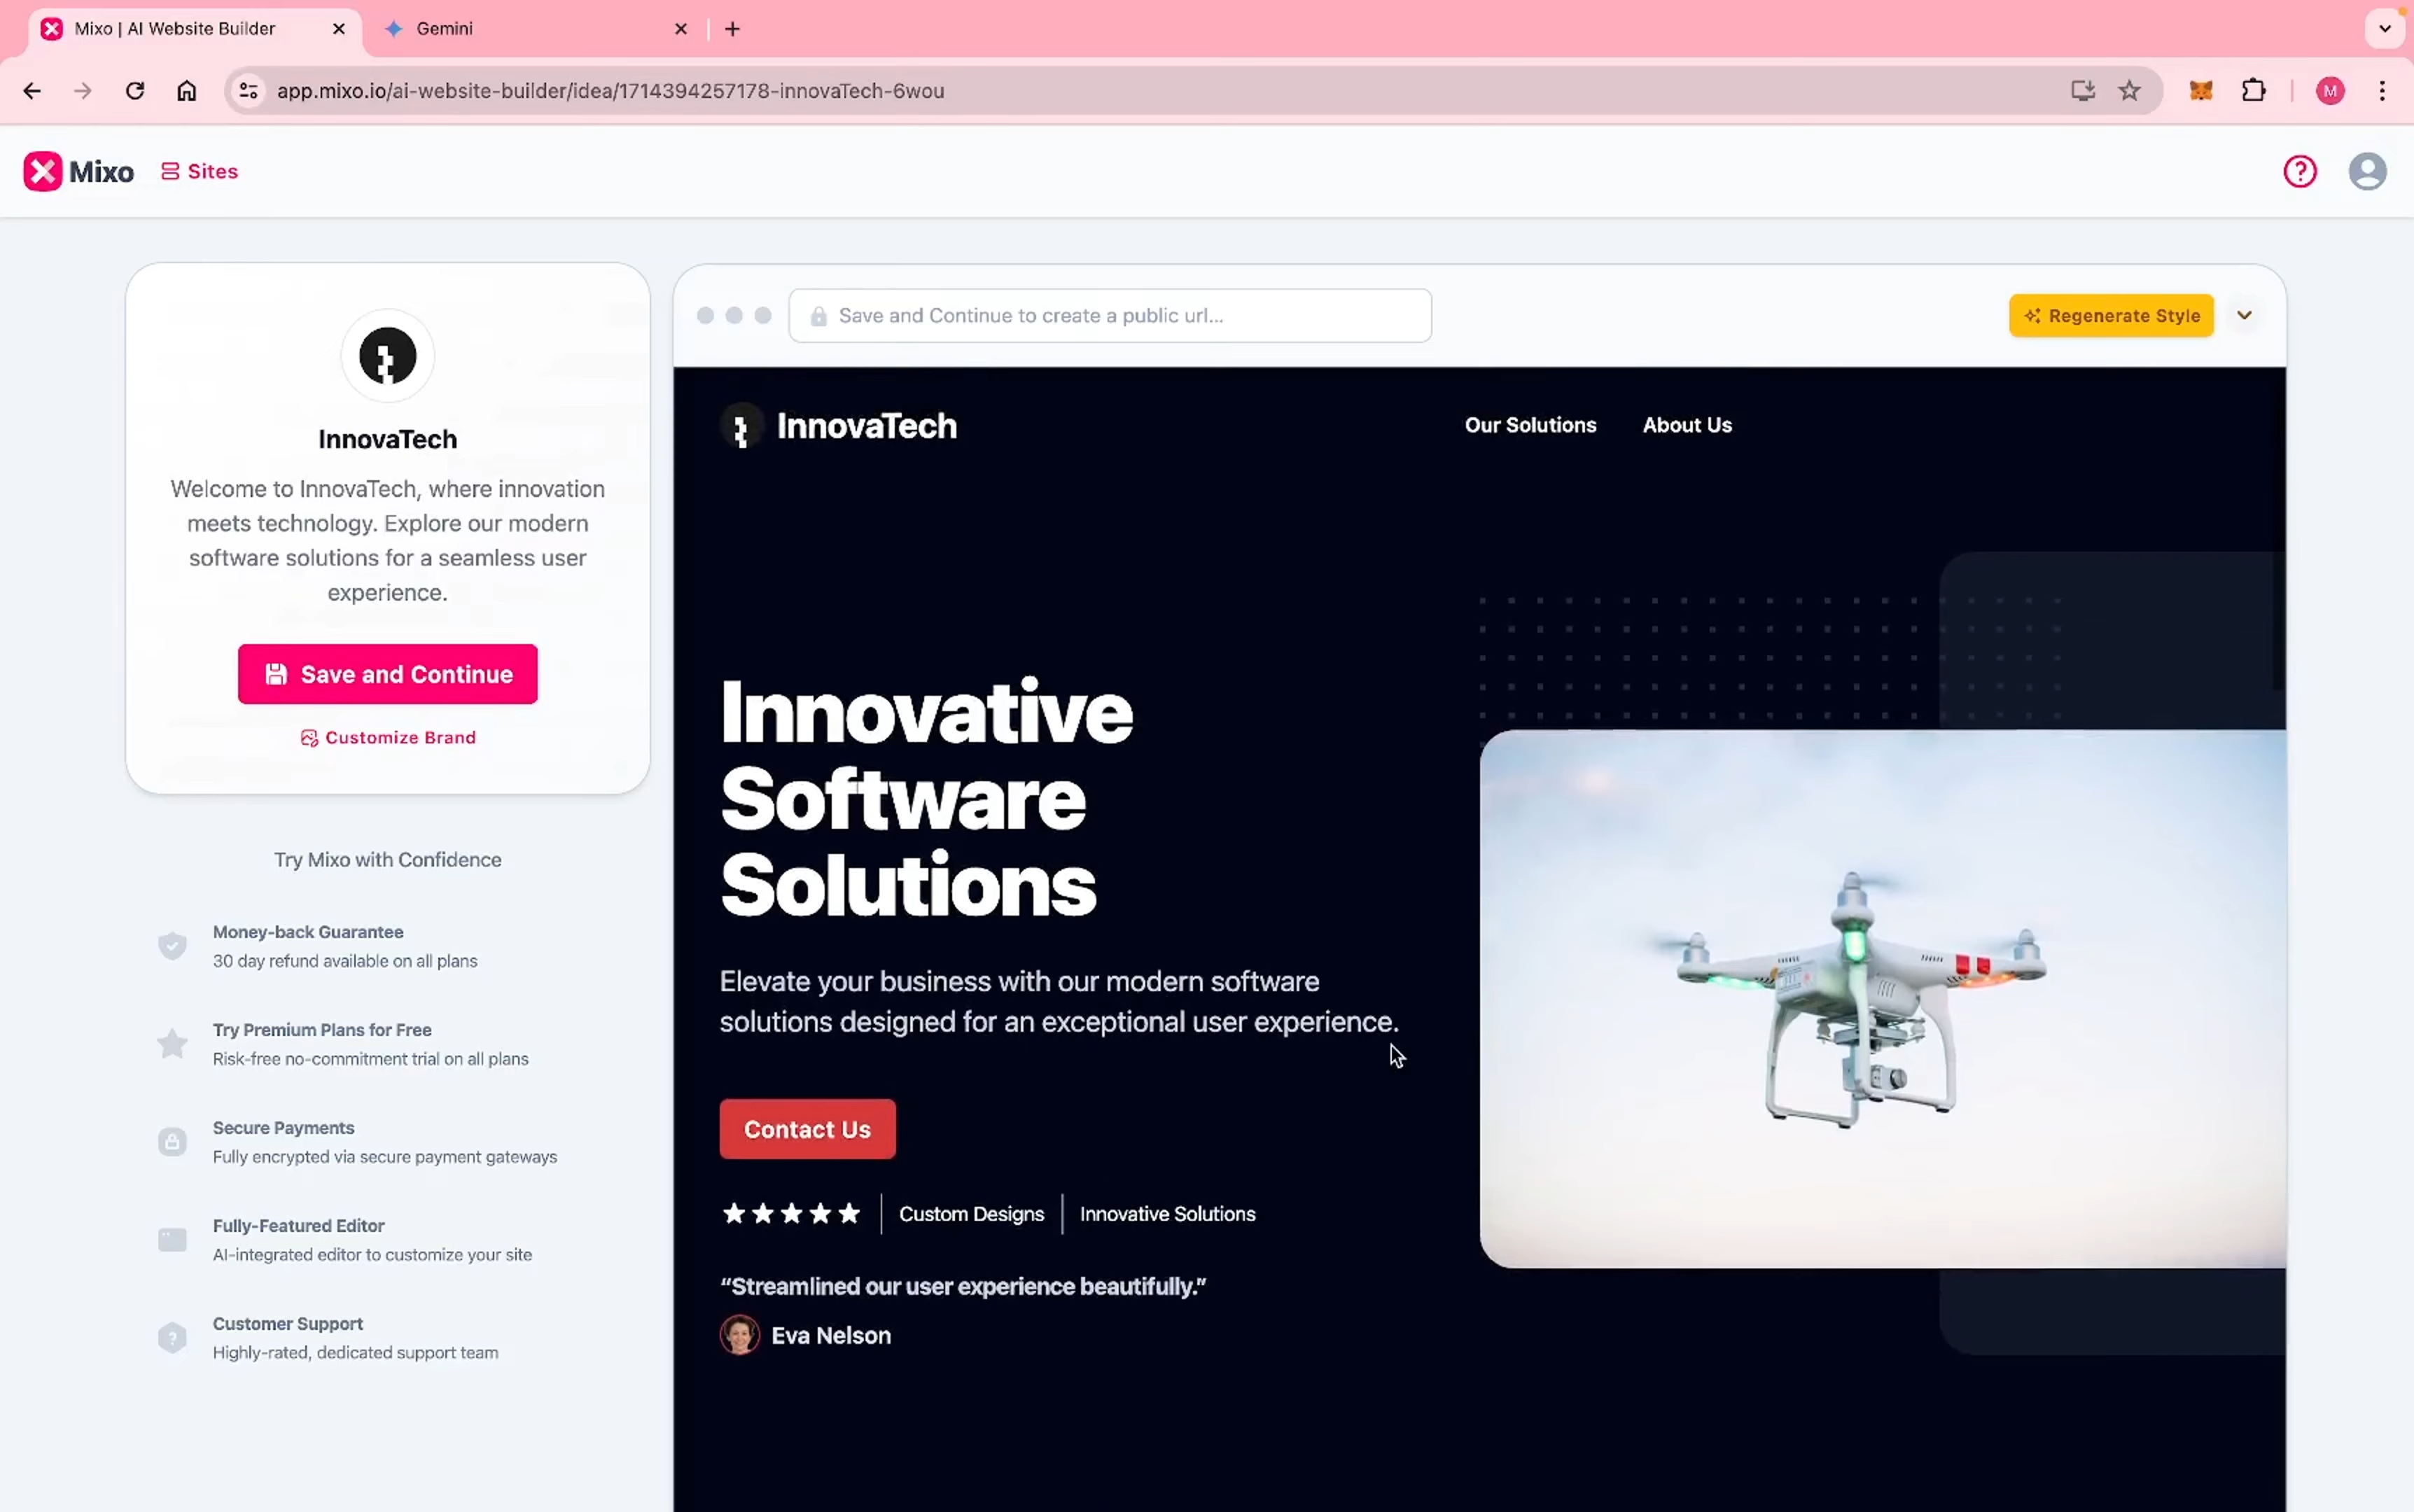 Mixo | AI Website Builder
Gemini
app.mixo.io/ai-website-builder/idea/1714394257178-innovaTech-6wou
M
Mixo
Sites
InnovaTech
Welcome to InnovaTech, where innovation
meets technology. Explore our modern
software solutions for a seamless user
experience.
Save and Continue
Customize Brand
Try Mixo with Confidence
Money-back Guarantee
30 day refund available on all plans
Try Premium Plans for Free
Risk-free no-commitment trial on all plans
Secure Payments
Fully encrypted via secure payment gateways
Fully-Featured Editor
AI-integrated editor to customize your site
Customer Support
Highly-rated, dedicated support team
Save and Continue to create a public url...
Regenerate Style
InnovaTech
Our Solutions
About Us
Innovative
Software
Solutions
Elevate your business with our modern software
solutions designed for an exceptional user experience.
Contact Us
Custom Designs
Innovative Solutions
“Streamlined our user experience beautifully.”
Eva Nelson